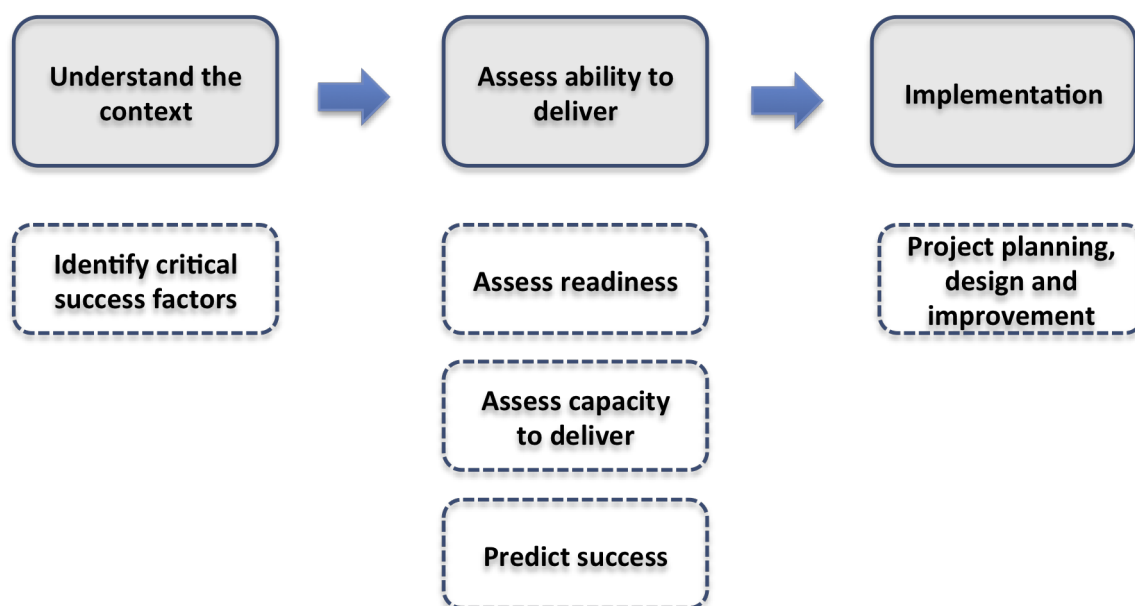 Understand the
context
Assess ability to
deliver
Implementation
Identify critical
success factors
Assess readiness
Project planning,
design and
improvement
Assess capacity
to deliver
Predict success